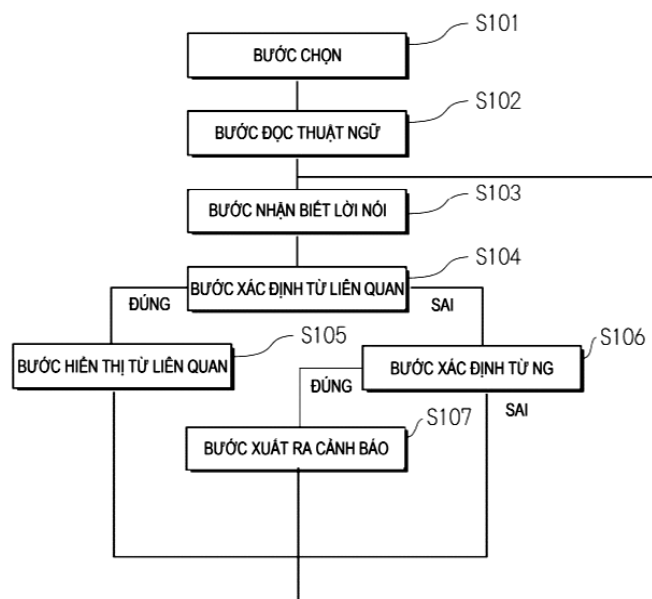 S101
BƯỚC CHỌN
S102
BƯỚC ĐỌC THUẬT NGỮ
S103
BƯỚC NHẬN BIẾT LỜI NÓI
S104
BƯỚC XÁC ĐỊNH TỪ LIÊN QUAN
ĐÚNG
SAI
S105
S106
BƯỚC HIỂN THỊ TỪ LIÊN QUAN
BƯỚC XÁC ĐỊNH TỪ NG
ĐÚNG
SAI
S107
BƯỚC XUẤT RA CẢNH BÁO